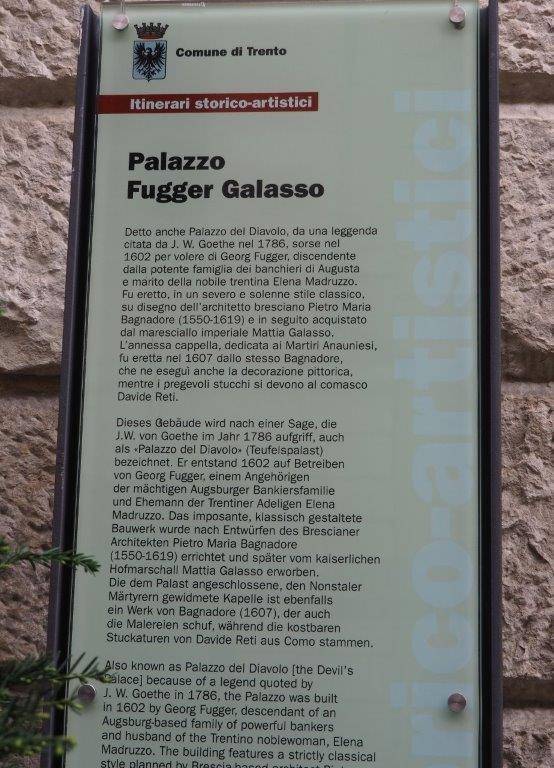 Comune di Trento
Itinerari storico-artistici
Palazzo
Fugger Galasso
Detto anche Palazzo del Diavolo, da una leggenda
citata da J. W. Goethe nel 1786, sorse nel
1602 per volere di Georg Fugger, discendente
dalla potente famiglia dei banchieri di Augusta
e marito della nobile trentina Elena Madruzzo.
Fu eretto, in un severo e solenne stile classico,
su disegno dell'architetto bresciano Pietro Maria
Bagnadore (1550-1619) e in seguito acquistato
dal maresciallo imperiale Mattia Galasso.
L'annessa cappella, dedicata ai Martiri Anauniesi,
fu eretta nel 1607 dallo stesso Bagnadore,
che ne eseguì anche la decorazione pittorica,
mentre i pregevoli stucchi si devono al comasco
Davide Reti.
Dieses Gebäude wird nach einer Sage, die
J.W. von Goethe im Jahr 1786 aufgriff, auch
als «Palazzo del Diavolo» (Teufelspalast)
bezeichnet. Er entstand 1602 auf Betreiben
von Georg Fugger, einem Angehörigen
der mächtigen Augsburger Bankiersfamilie
und Ehemann der Trentiner Adeligen Elena
Madruzzo. Das imposante, klassisch gestaltete
Bauwerk wurde nach Entwürfen des Brescianer
Architekten Pietro Maria Bagnadore
(1550-1619) errichtet und später vom kaiserlichen
Hofmarschall Mattia Galasso erworben.
Die dem Palast angeschlossene, den Nonstaler
Märtyrern gewidmete Kapelle ist ebenfalls
ein Werk von Bagnadore (1607), der auch
die Malereien schuf, während die kostbaren
Stuckaturen von Davide Reti aus Como stammen.
Also known as Palazzo del Diavolo [the Devil's
Palace] because of a legend quoted by
J. W. Goethe in 1786, the Palazzo was built
in 1602 by Georg Fugger, descendant of an
Augsburg-based family of powerful bankers
and husband of the Trentino noblewoman, Elena
Madruzzo. The building features a strictly classical
style planned by Brescia-based architect
rico-artistici